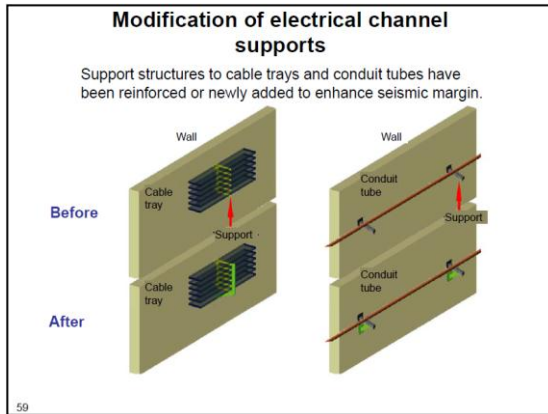 Modification of electrical channel
supports
Support structures to cable trays and conduit tubes have
been reinforced or newly added to enhance seismic margin.
Wall
Wall
Cable
tray
Conduit
tube
Before
Support
Support
Cable
tray
Conduit
tube
After
59